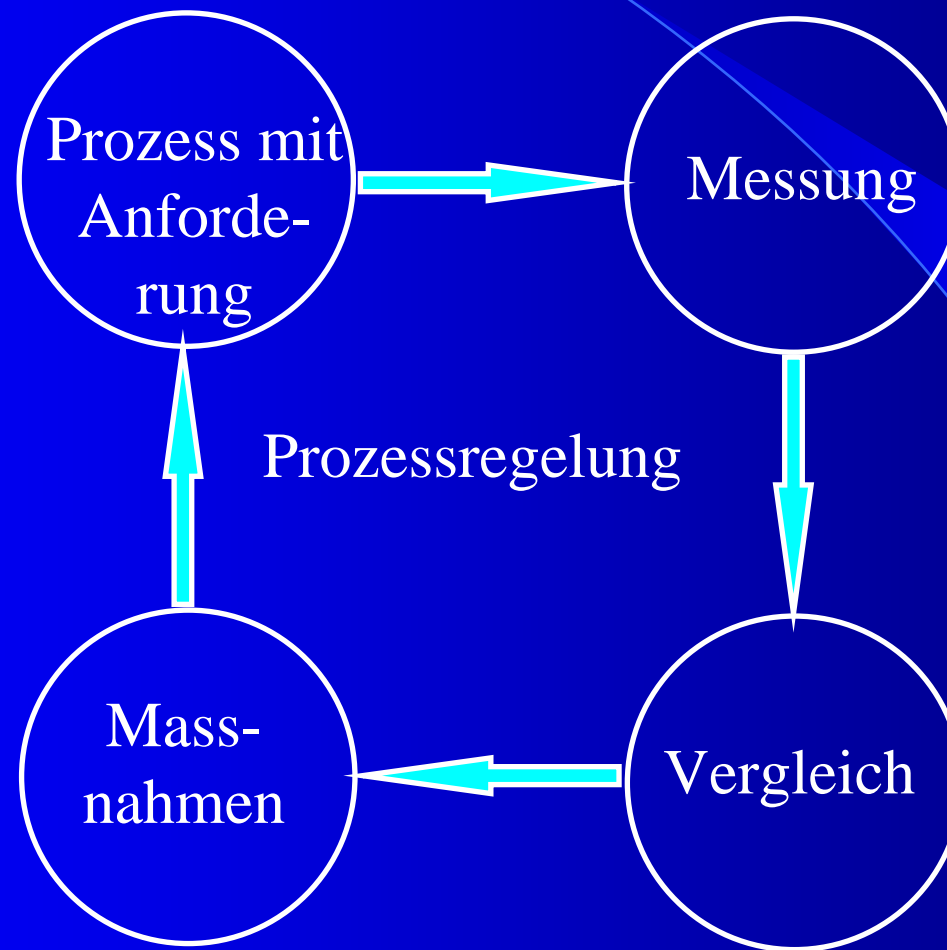 Prozess mit
Anforde-
rung
Messung
Prozessregelung
Mass-
nahmen
Vergleich